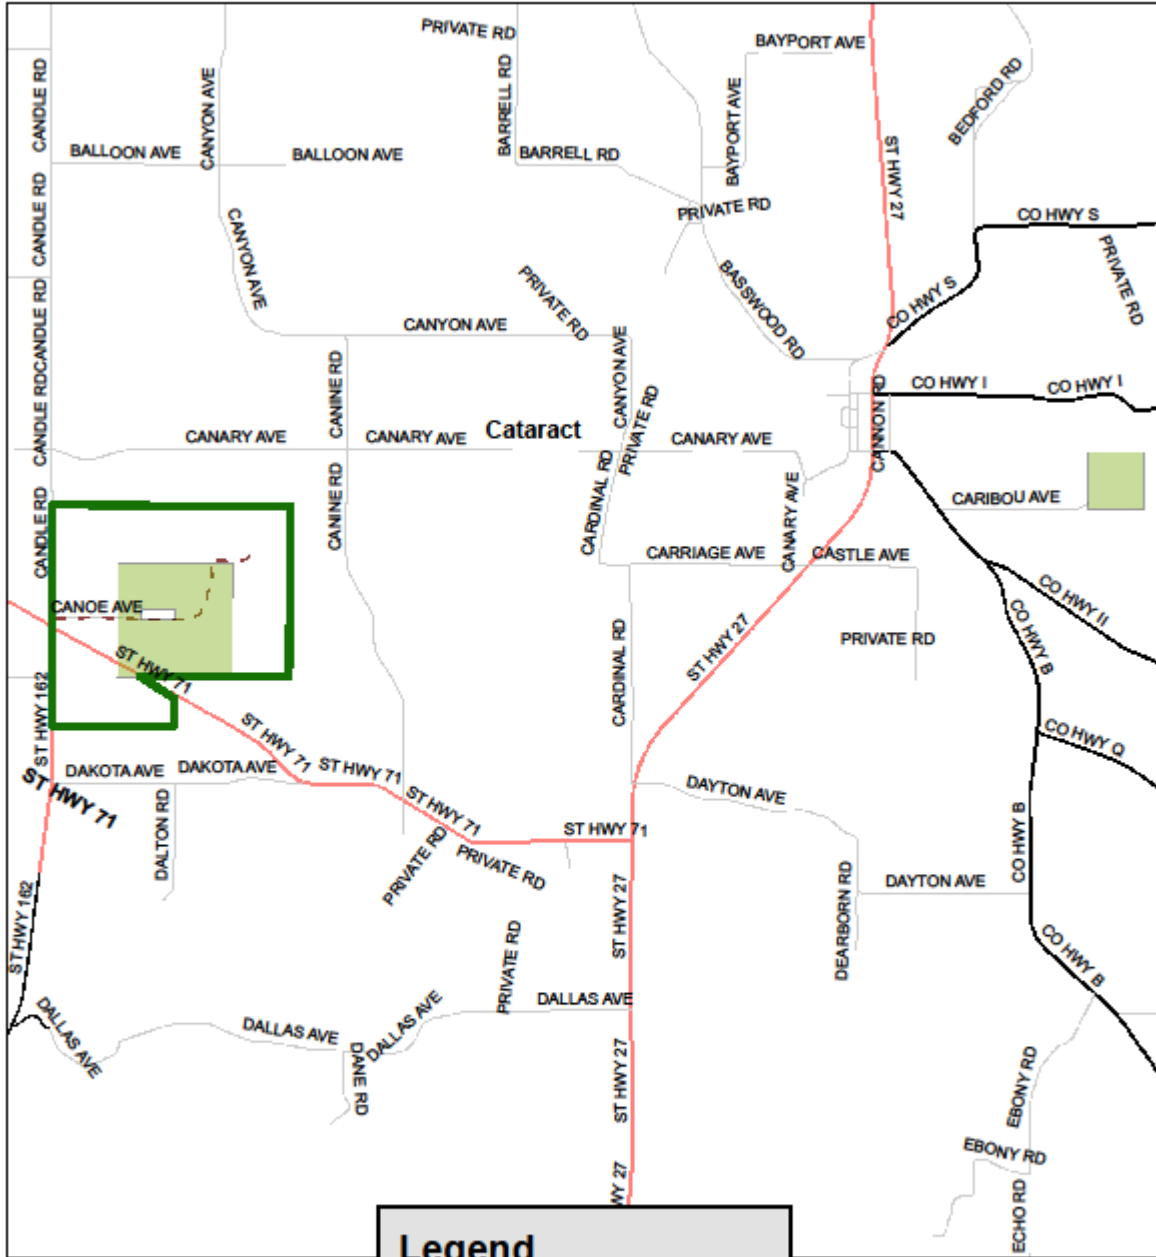 PRIVATE RD
BAYPORT AVE
CANDLE RD
CANYON AVE
BARRELL RD
BAYPORT AVE
BEDFORD RD
BALLOON AVE
BALLOON AVE
BARRELL RD
ST HWY 27
CANDLE RD
PRIVATE RD
CO HWY S
CANYON AVE
PRIVATE RD
PRIVATE RD
BASSWOOD RD
CO HWY S
CANDLE RD
CANYON AVE
CANYON AVE
CANINE RD
CANDLE RD
CO HWY I
CO HWY I
CANNON RD
PRIVATE RD
CANARY AVE
CANARY AVE
Cataract
CANARY AVE
CARDINAL RD
CANINE RD
CANARY AVE
CARIBOU AVE
CANDLE RD
CARRIAGE AVE
CASTLE AVE
CO HWY II
CANOE AVE
CO HWY B
PRIVATE RD
ST HWY 71
CARDINAL RD
ST HWY 27
ST HWY 162
ST HWY 71
CO HWY Q
DAKOTA AVE
DAKOTA AVE
ST HWY 71
ST HWY 71
ST HWY 71
DAYTON AVE
DALTON RD
ST HWY 71
CO HWY B
PRIVATE RD
PRIVATE RD
DAYTON AVE
ST HWY 162
ST HWY 27
DEARBORN RD
PRIVATE RD
CO HWY B
DALLAS AVE
DALLAS AVE
DALLAS AVE
DALLAS AVE
DANE RD
ST HWY 27
EBONY RD
EBONY RD
WY 27
ECHO RD
Legend